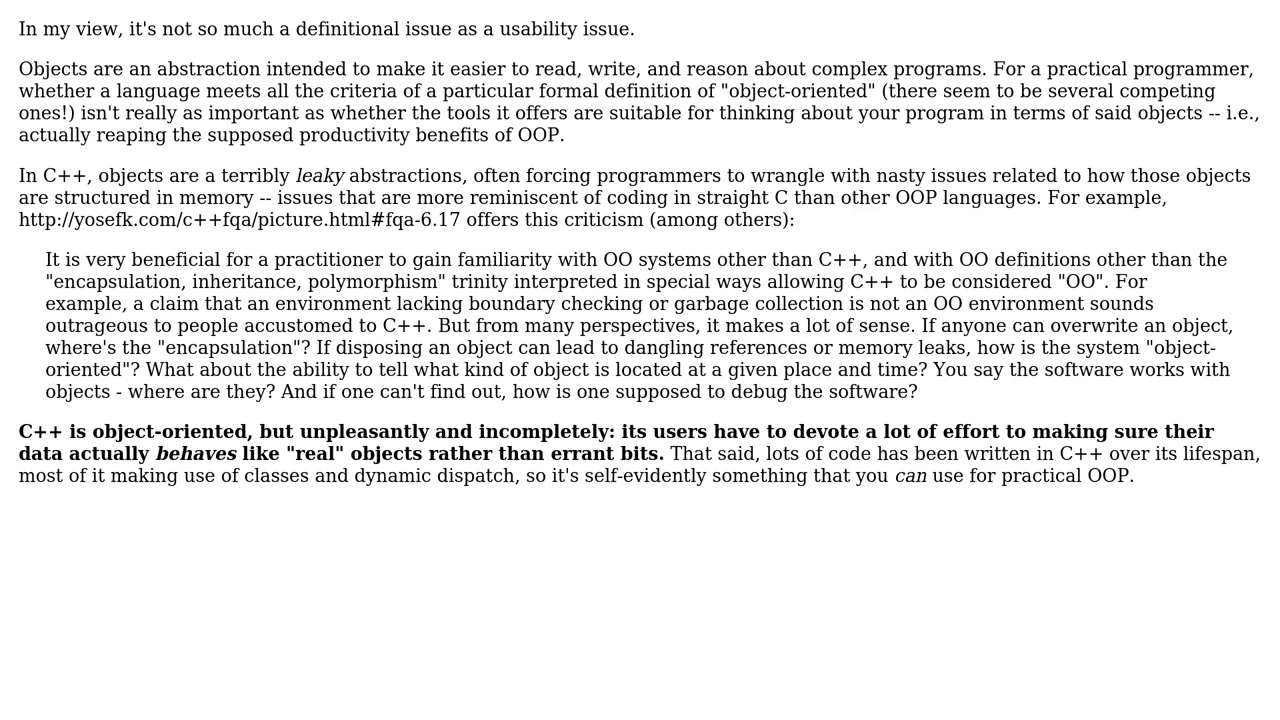 In my view, it's not so much a definitional issue as a usability issue.
Objects are an abstraction intended to make it easier to read, write, and reason about complex programs. For a practical programmer,
whether a language meets all the criteria of a particular formal definition of "object-oriented" (there seem to be several competing
ones!) isn't really as important as whether the tools it offers are suitable for thinking about your program in terms of said objects -- i.e.,
actually reaping the supposed productivity benefits of OOP.
In C++, objects are a terribly leaky abstractions, often forcing programmers to wrangle with nasty issues related to how those objects
are structured in memory -- issues that are more reminiscent of coding in straight C than other OOP languages. For example,
http://yosefk.com/c++fqa/picture.html#fqa-6.17 offers this criticism (among others):
It is very beneficial for a practitioner to gain familiarity with OO systems other than C++, and with OO definitions other than the
"encapsulation, inheritance, polymorphism" trinity interpreted in special ways allowing C++ to be considered "OO". For
example, a claim that an environment lacking boundary checking or garbage collection is not an OO environment sounds
outrageous to people accustomed to C++. But from many perspectives, it makes a lot of sense. If anyone can overwrite an object,
where's the "encapsulation"? If disposing an object can lead to dangling references or memory leaks, how is the system "object-
oriented"? What about the ability to tell what kind of object is located at a given place and time? You say the software works with
objects - where are they? And if one can't find out, how is one supposed to debug the software?
C++ is object-oriented, but unpleasantly and incompletely: its users have to devote a lot of effort to making sure their
data actually behaves like "real" objects rather than errant bits. That said, lots of code has been written in C++ over its lifespan,
most of it making use of classes and dynamic dispatch, so it's self-evidently something that you can use for practical OOP.